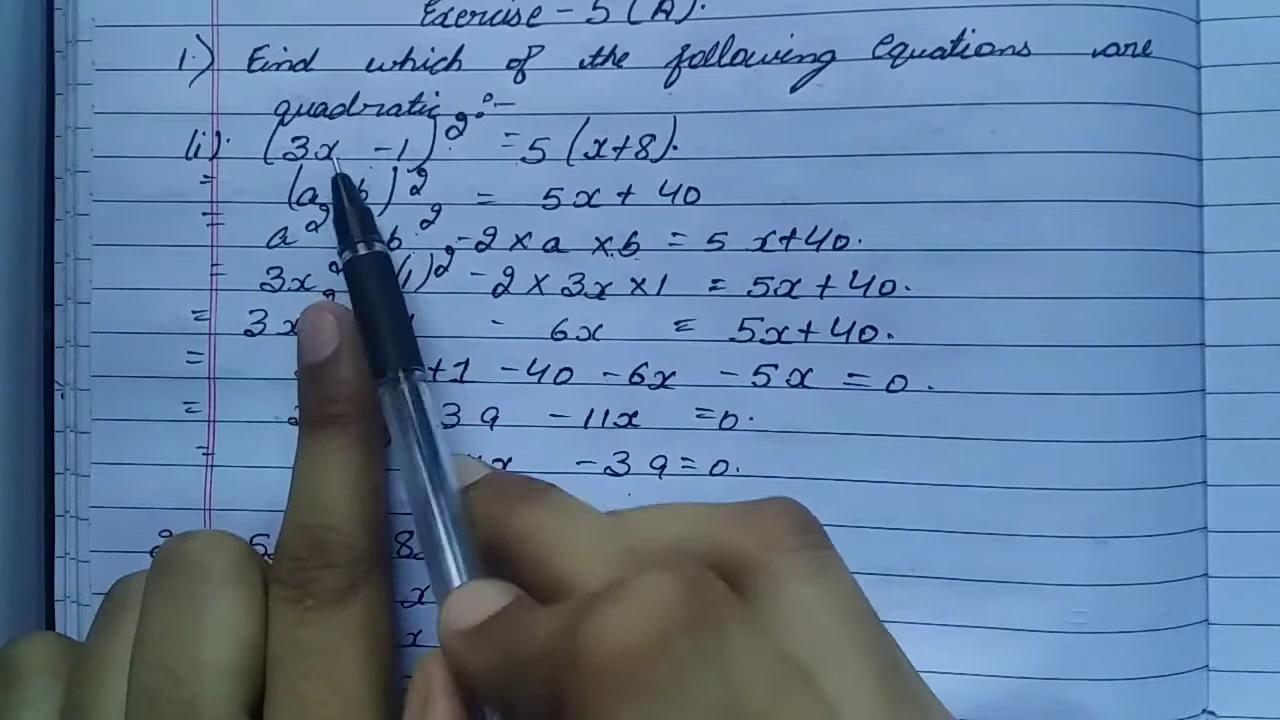 Exercise - 5 (A).
1.) Find which of the following equations are
quadratic :-
(i). (3x - 1)² = 5 (x+8).
= (a b)² = 5x + 40
= a² b² - 2 × a × b = 5x+40.
= 3x² (1)² - 2 × 3x × 1 = 5x + 40.
= 3x - 6x = 5x+40.
= +1 - 40 - 6x - 5x = 0.
= 39 - 11x = 0.
= x - 39 = 0.
5 8
x
x